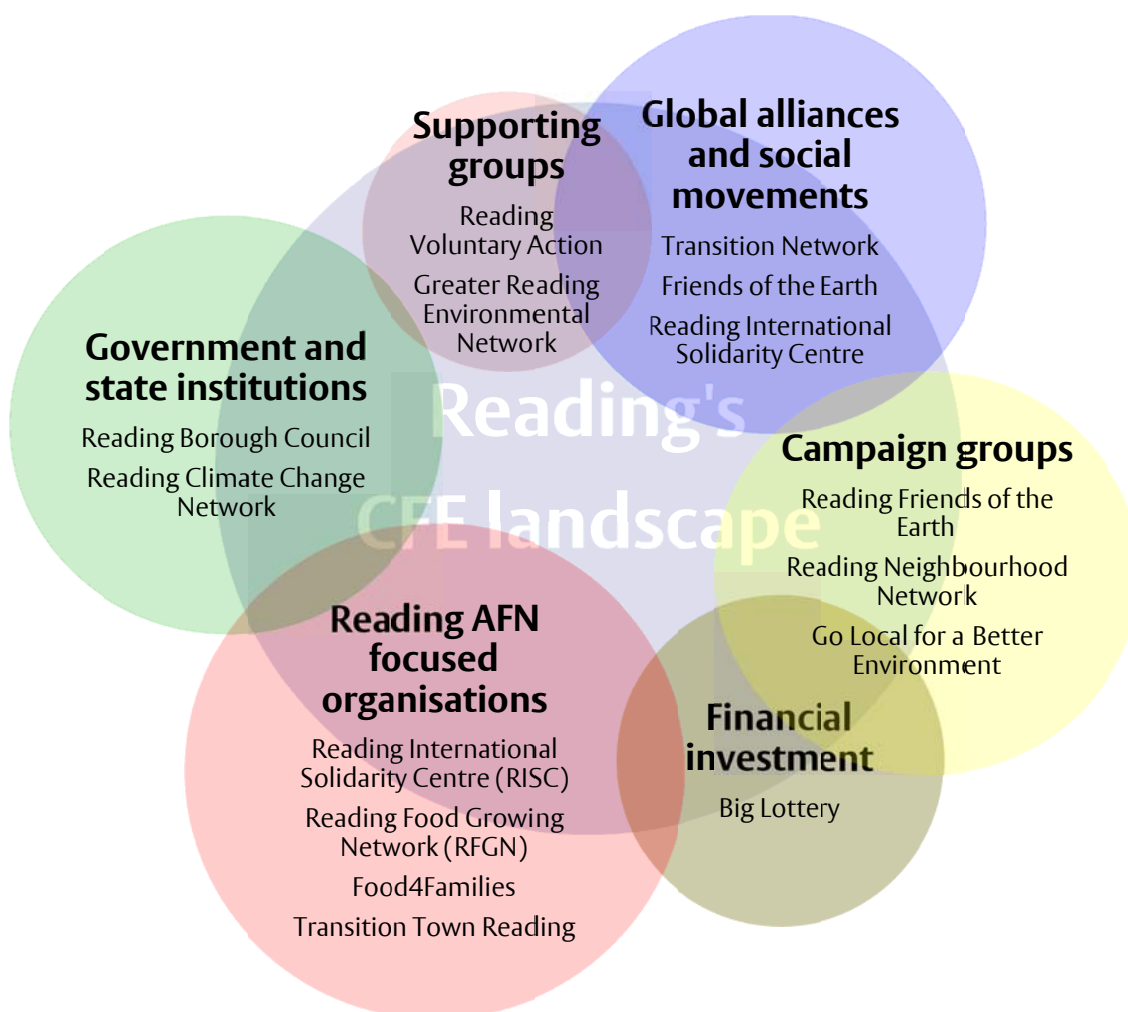 Supporting
groups
Reading
Voluntary Action
Greater Reading
Environmental
Network
Global alliances
and social
movements
Transition Network
Friends of the Earth
Reading International
Solidarity Centre
Government and
state institutions
Reading Borough Council
Reading Climate Change
Network
Reading's
CFE landscape
Campaign groups
Reading Friends of the
Earth
Reading Neighbourhood
Network
Go Local for a Better
Environment
Reading AFN
focused
organisations
Reading International
Solidarity Centre (RISC)
Reading Food Growing
Network (RFGN)
Food4Families
Transition Town Reading
Financial
investment
Big Lottery